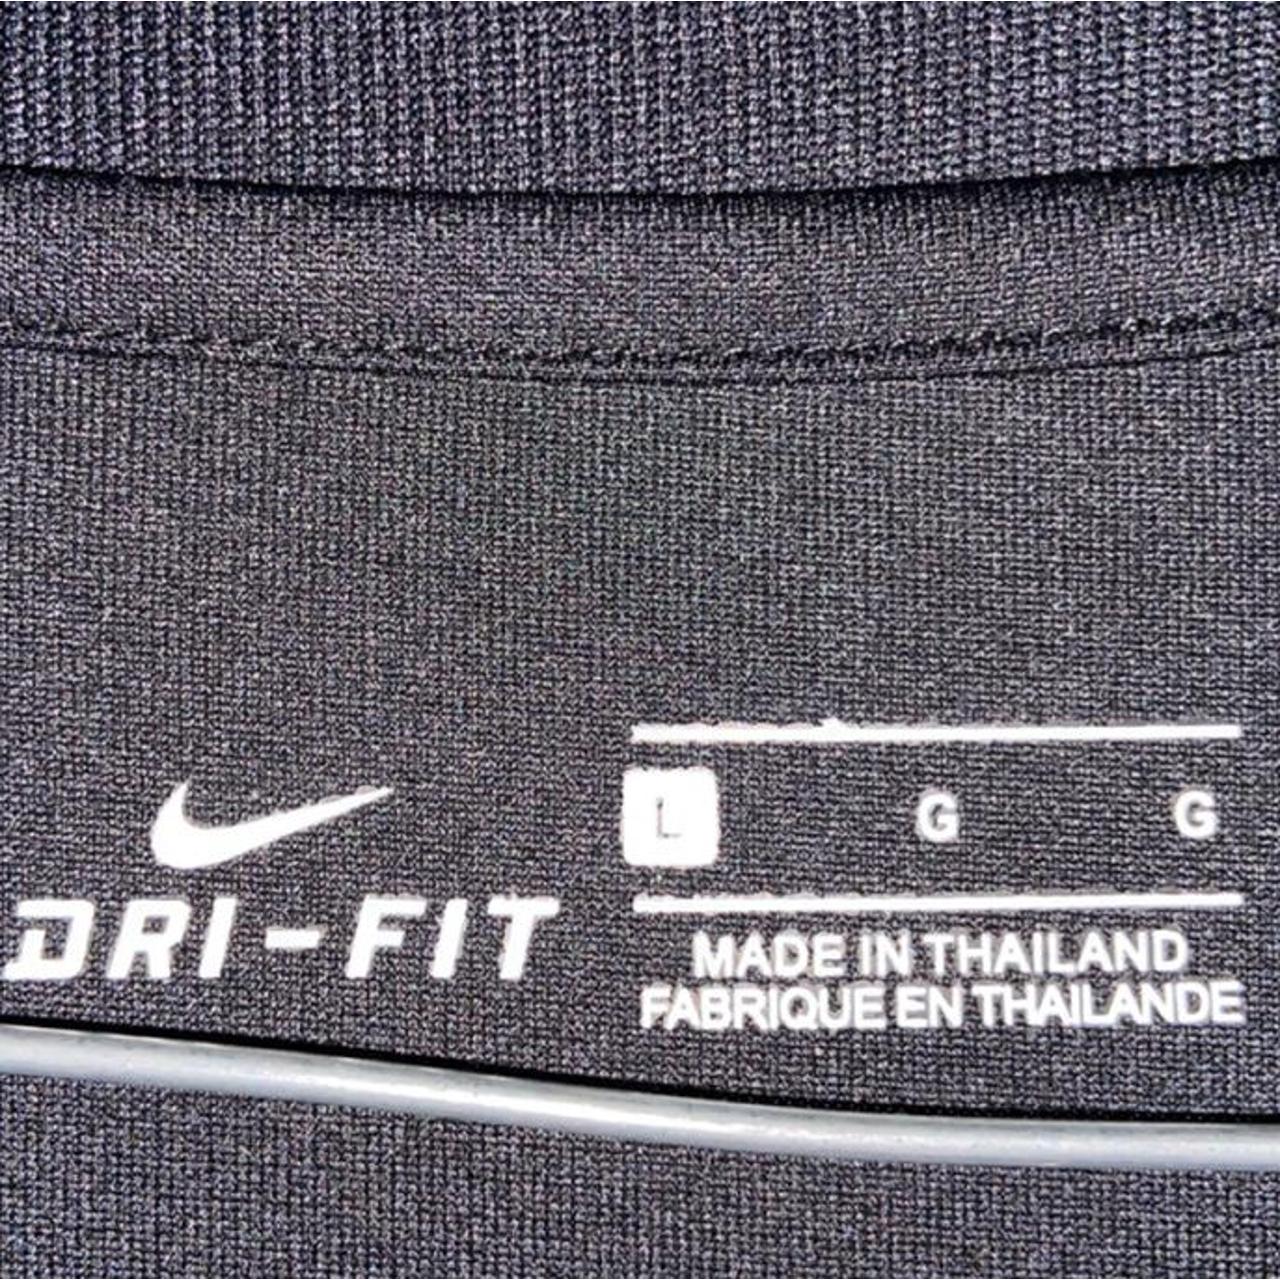 DRI-FIT
L G G
MADE IN THAILAND
FABRIQUE EN THAILANDE